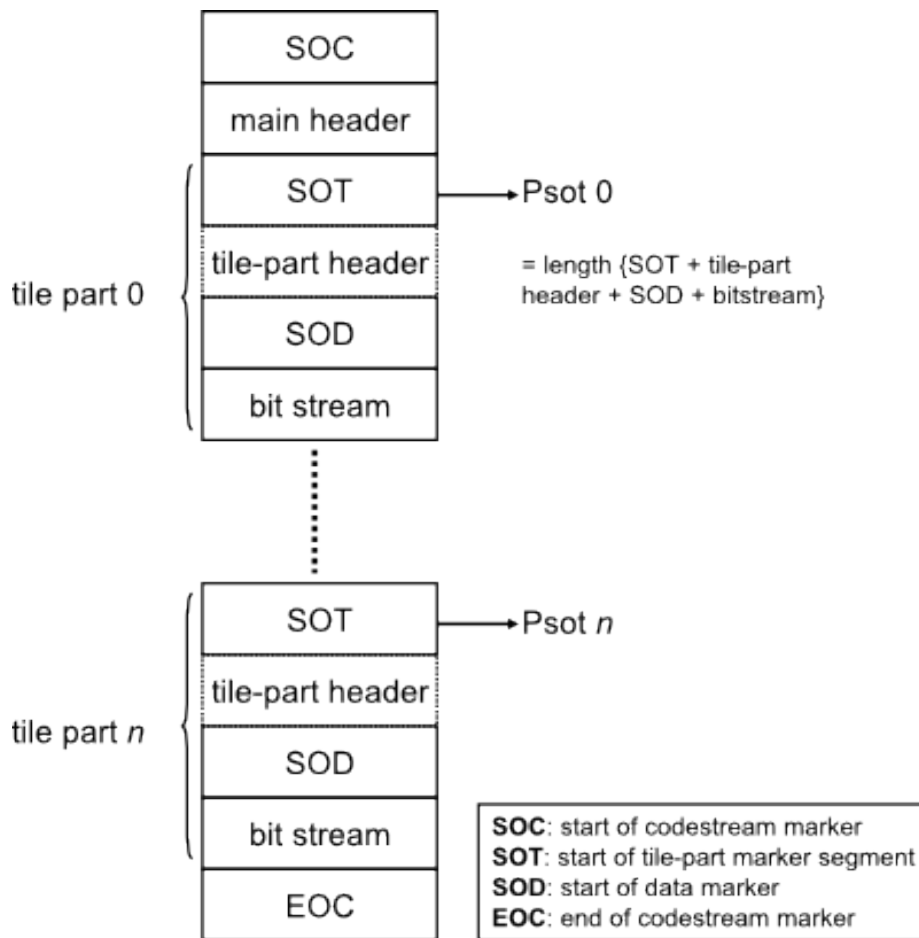 SOC
main header
SOT
Psot 0
tile-part header
= length {SOT + tile-part
header + SOD + bitstream}
tile part 0
SOD
bit stream
SOT
Psot n
tile-part header
tile part n
SOD
bit stream
EOC
SOC: start of codestream marker
SOT: start of tile-part marker segment
SOD: start of data marker
EOC: end of codestream marker